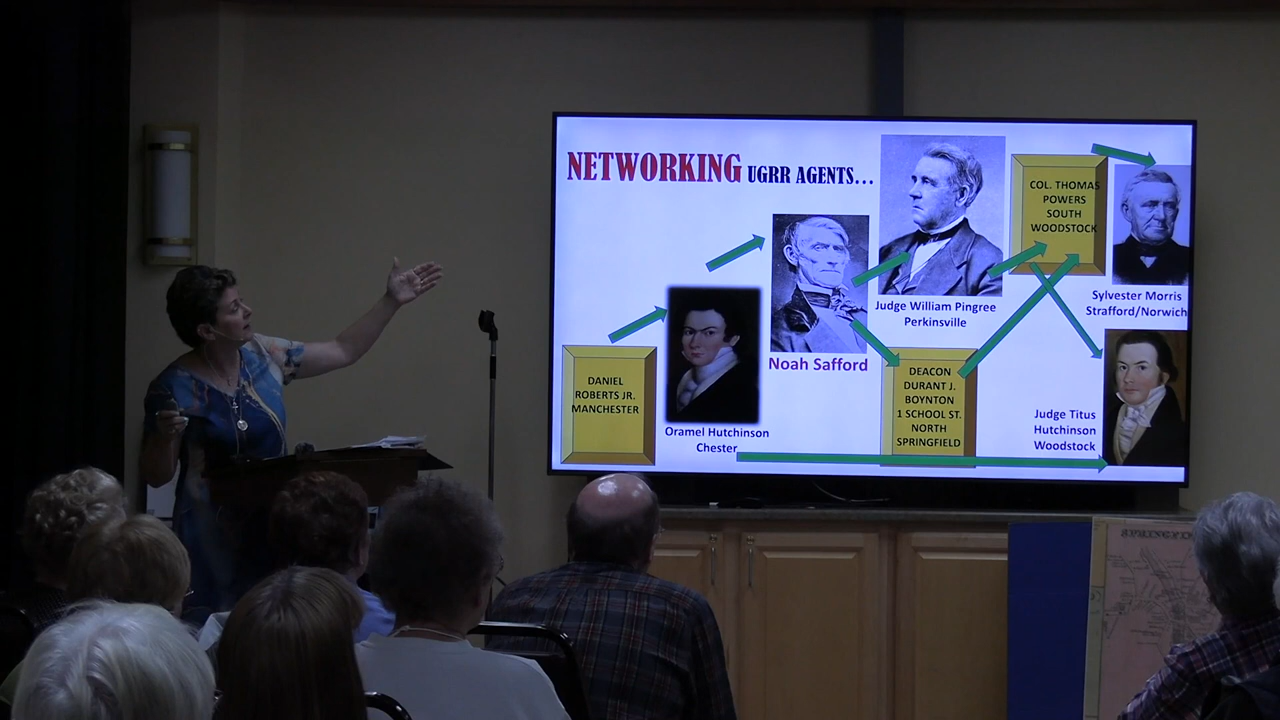 NETWORKING UGRR AGENTS...
DANIEL
ROBERTS JR.
MANCHESTER
Oramel Hutchinson
Chester
Noah Safford
Judge William Pingree
Perkinsville
DEACON
DURANT J.
BOYNTON
1 SCHOOL ST.
NORTH
SPRINGFIELD
COL. THOMAS
POWERS
SOUTH
WOODSTOCK
Sylvester Morris
Strafford/Norwich
Judge Titus
Hutchinson
Woodstock